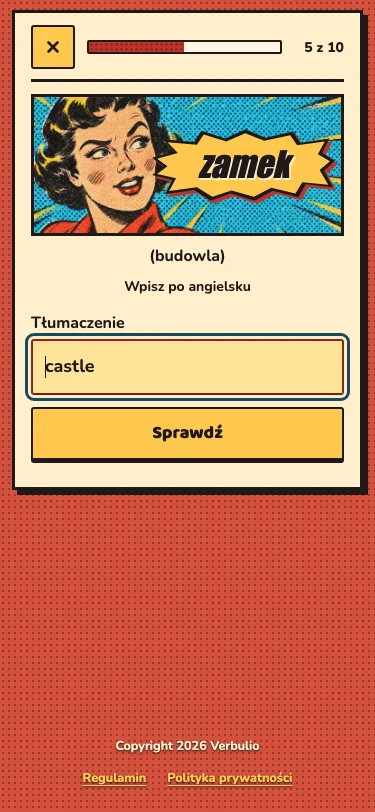 ✕
5 z 10
zamek
(budowla)
Wpisz po angielsku
Tłumaczenie
castle
Sprawdź
Copyright 2026 Verbulio
Regulamin Polityka prywatności